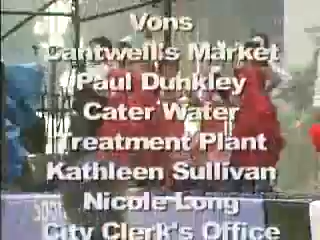 Vons
Cantwell's Market
Paul Dunkley
Cater Water
Treatment Plant
Kathleen Sullivan
Nicole Long
City Clerk's Office